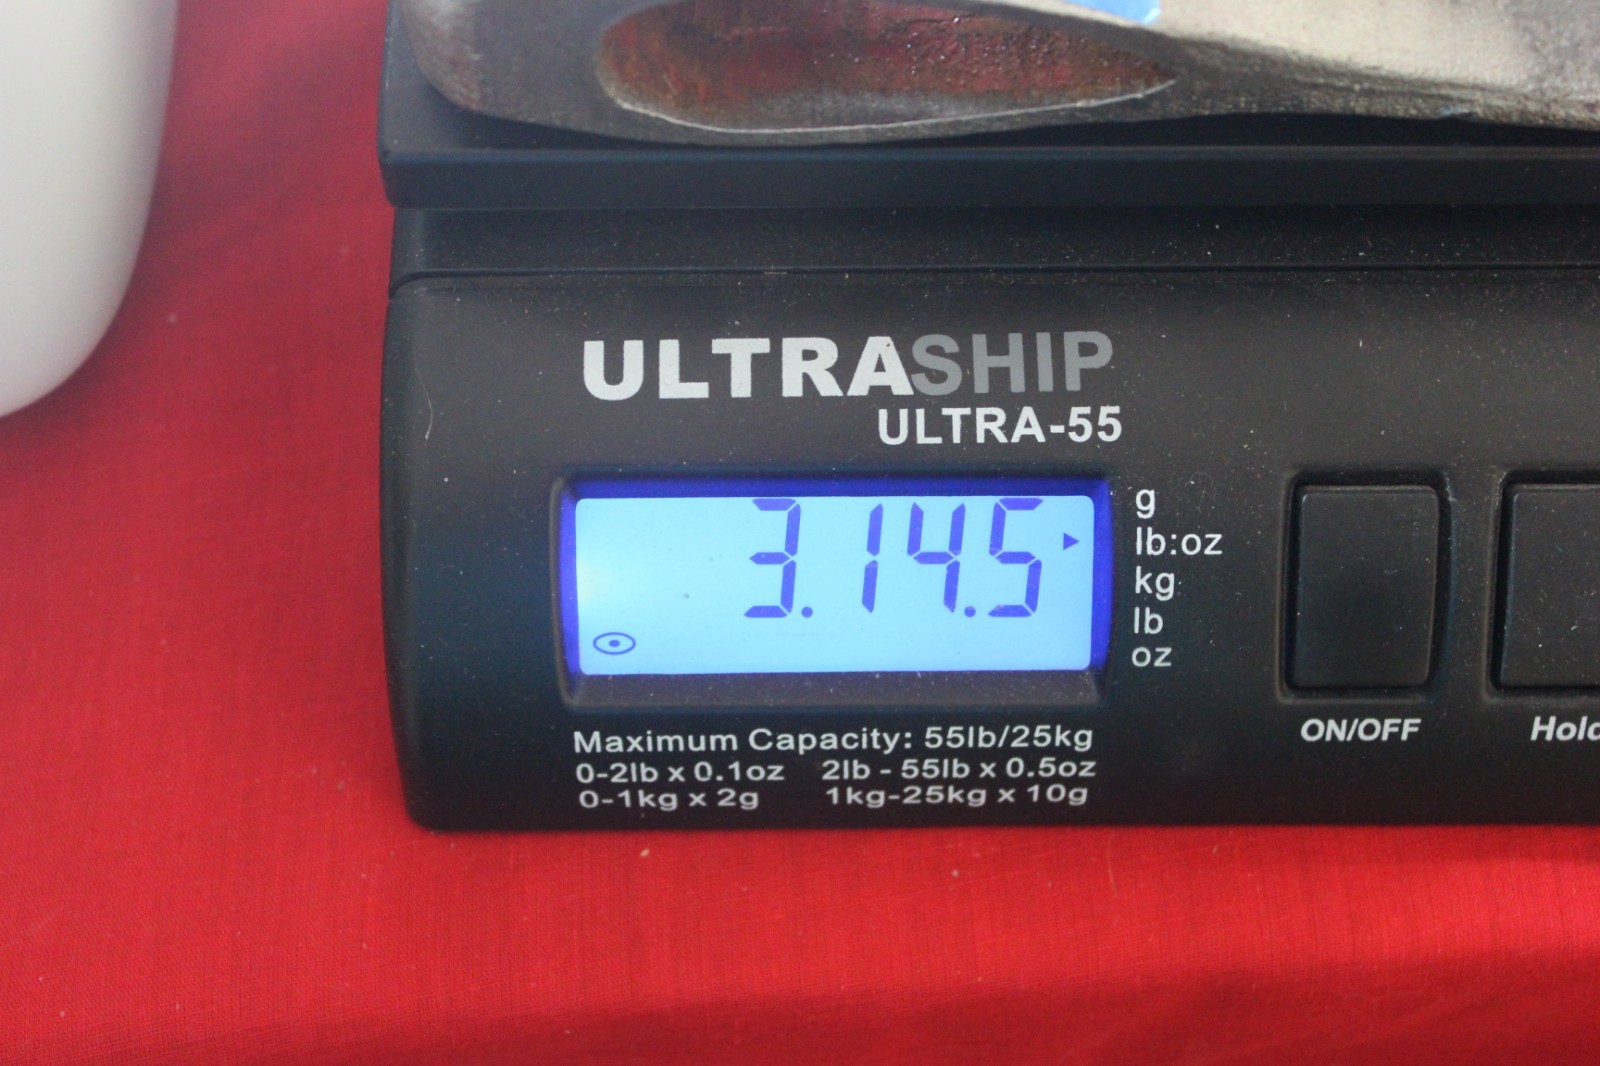 ULTRASHIP
ULTRA-55
3.14.5
g
lb:oz
kg
lb
oz
ON/OFF
Hold
Maximum Capacity: 55lb/25kg
0-2lb x 0.1oz 2lb - 55lb x 0.5oz
0-1kg x 2g 1kg-25kg x 10g